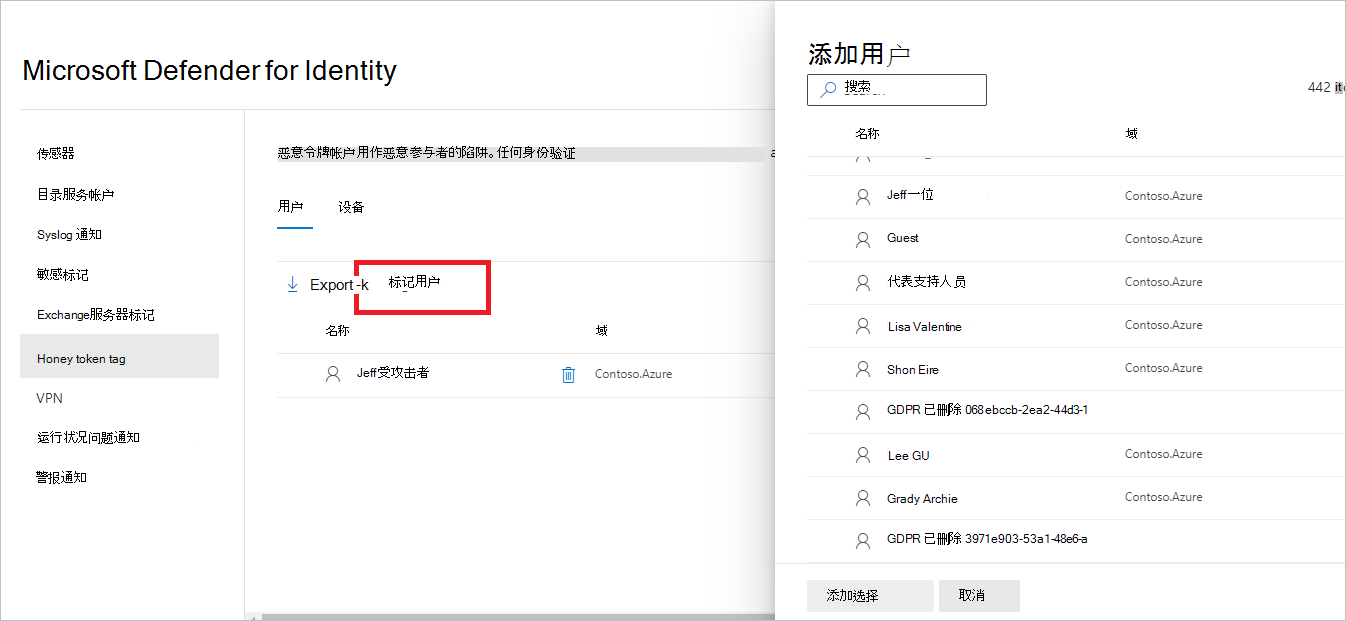 Microsoft Defender for Identity
传感器
目录服务帐户
Syslog 通知
敏感标记
Exchange服务器标记
Honey token tag
VPN
运行状况问题通知
警报通知
恶意令牌帐户用作恶意参与者的陷阱。任何身份验证
用户 设备
Export -k 标记用户
名称 域
Jeff受攻击者 Contoso.Azure
添加用户
搜索
442
名称 域
Jeff一位 Contoso.Azure
Guest Contoso.Azure
代表支持人员 Contoso.Azure
Lisa Valentine Contoso.Azure
Shon Eire Contoso.Azure
GDPR 已删除 068ebccb-2ea2-44d3-1
Lee GU Contoso.Azure
Grady Archie Contoso.Azure
GDPR 已删除 3971e903-53a1-48e6-a
添加选择 取消